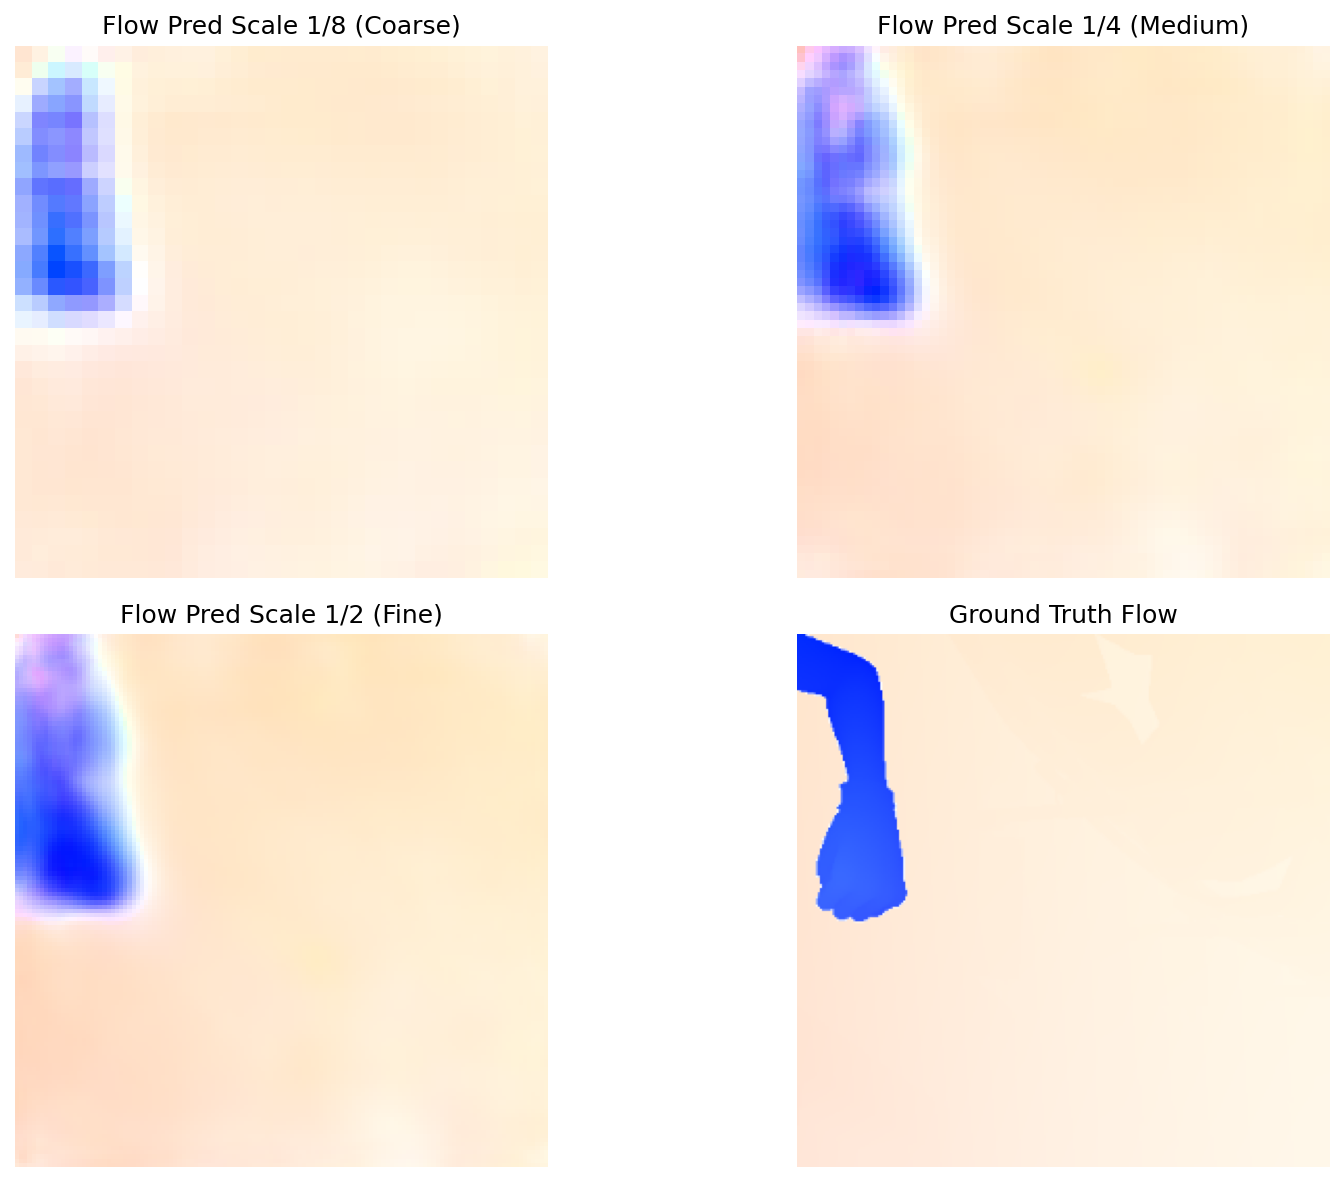 Flow Pred Scale 1/8 (Coarse)
Flow Pred Scale 1/4 (Medium)
Flow Pred Scale 1/2 (Fine)
Ground Truth Flow